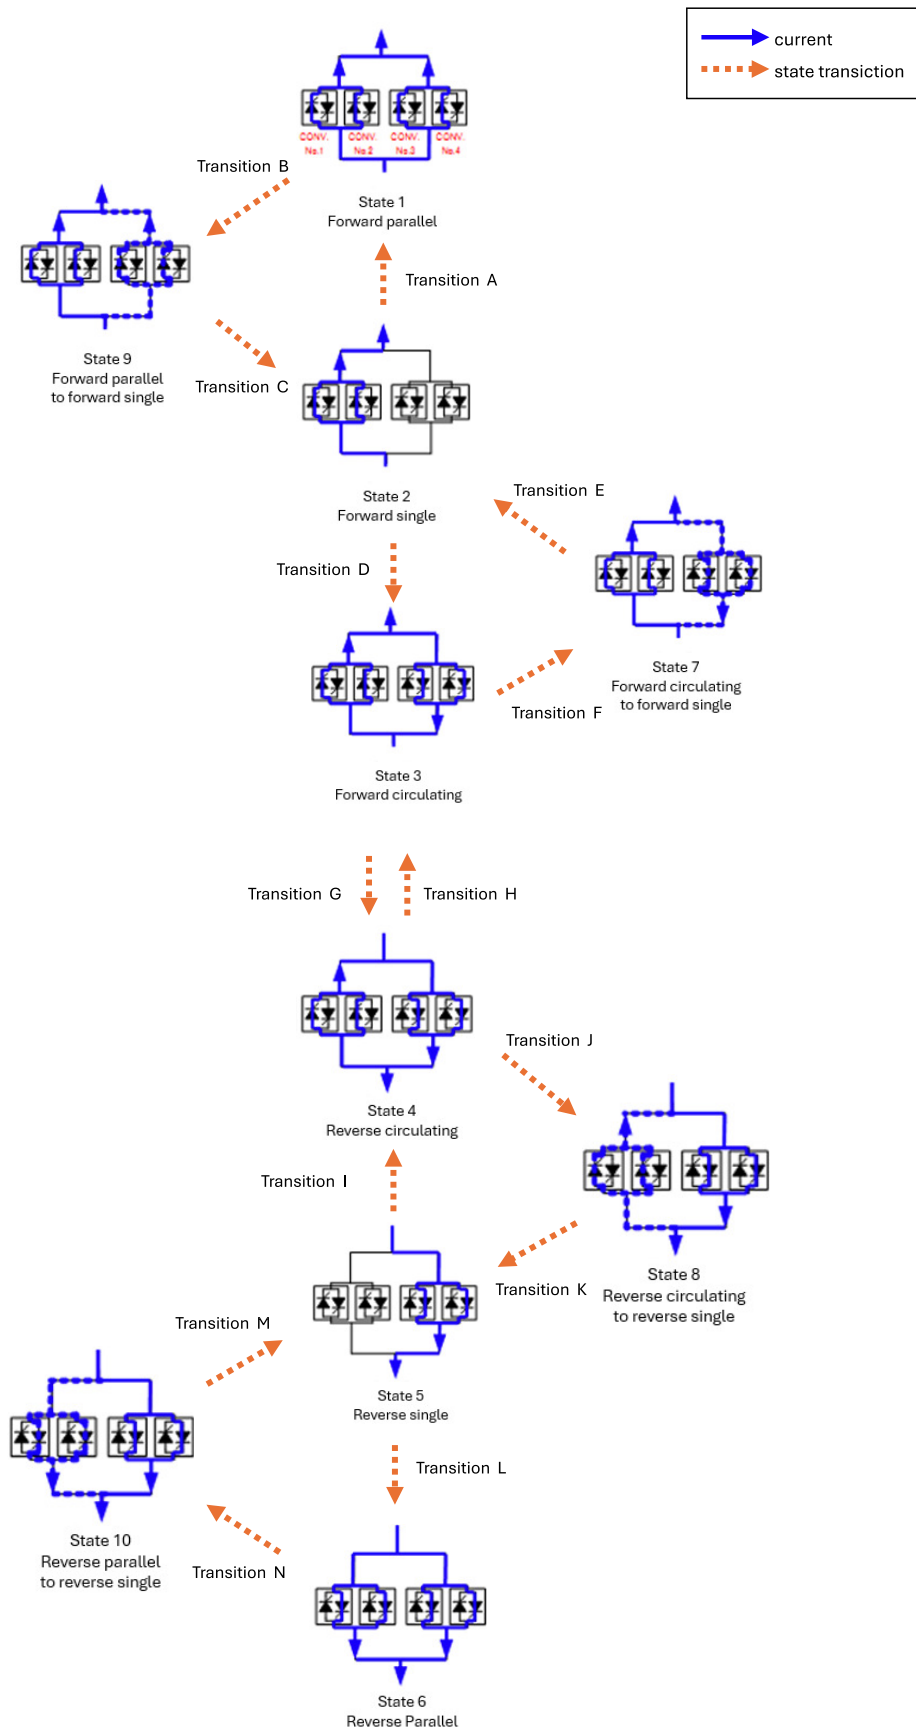 current
state transiction
CONV. CONV. CONV. CONV.
No.1 No.2 No.3 No.4
Transition B
State 1
Forward parallel
Transition A
State 9
Forward parallel
to forward single
Transition C
State 2
Forward single
Transition E
Transition D
State 7
Forward circulating
to forward single
Transition F
State 3
Forward circulating
Transition G
Transition H
Transition J
State 4
Reverse circulating
Transition I
State 8
Reverse circulating
to reverse single
Transition K
Transition M
State 5
Reverse single
Transition L
State 10
Reverse parallel
to reverse single
Transition N
State 6
Reverse Parallel